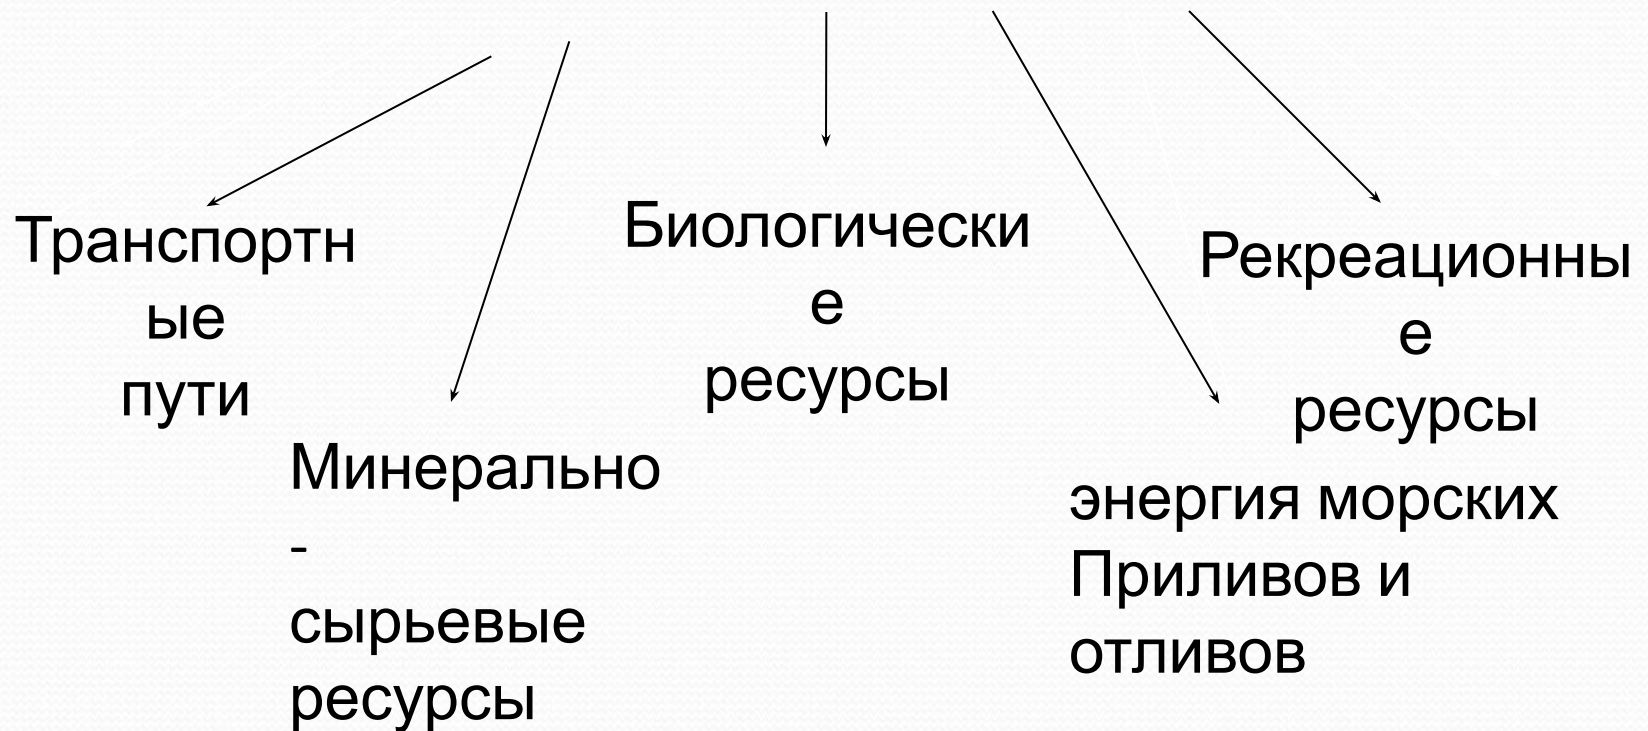 Транспортн
ые
пути
Минерально
-
сырьевые
ресурсы
Биологически
е
ресурсы
энергия морских
Приливов и
отливов
Рекреационны
е
ресурсы